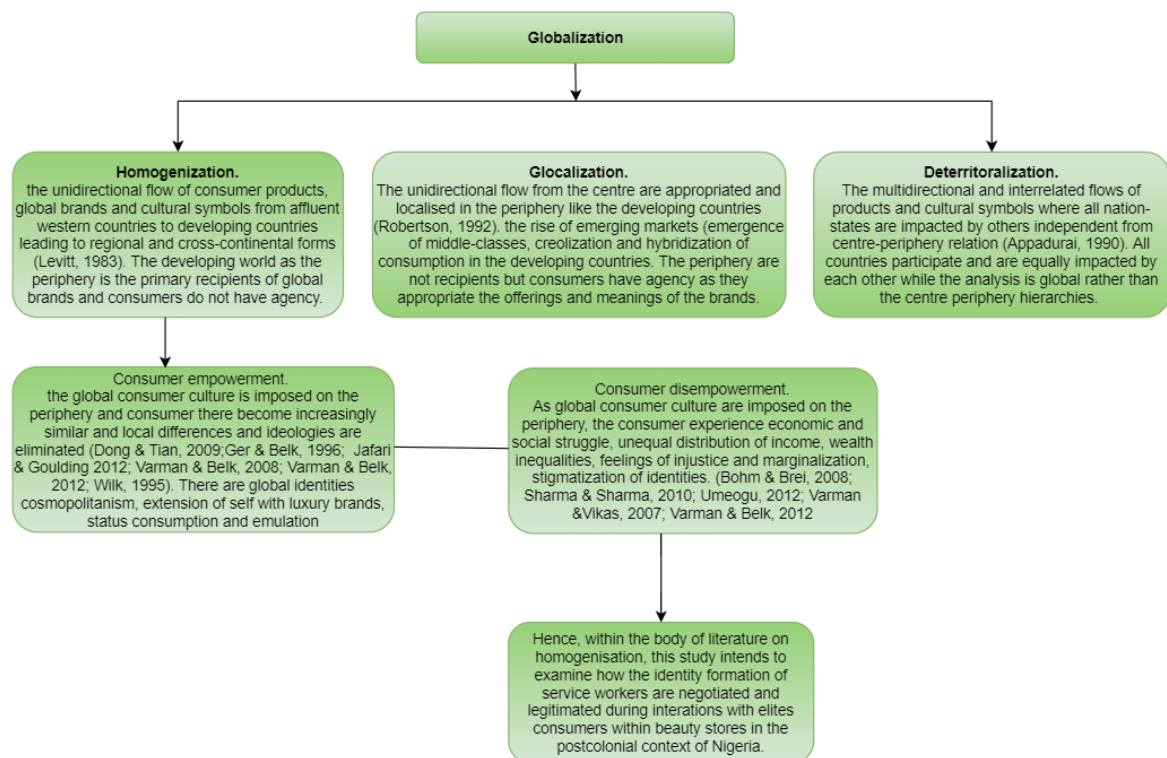 Globalization
Homogenization.
the unidirectional flow of consumer products,
global brands and cultural symbols from affluent
western countries to developing countries
leading to regional and cross-continental forms
(Levitt, 1983). The developing world as the
periphery is the primary recipients of global
brands and consumers do not have agency.
Glocalization.
The unidirectional flow from the centre are appropriated and
localised in the periphery like the developing countries
(Robertson, 1992). the rise of emerging markets (emergence
of middle-classes, creolization and hybridization of
consumption in the developing countries. The periphery are
not recipients but consumers have agency as they
appropriate the offerings and meanings of the brands.
Deterritoralization.
The multidirectional and interrelated flows of
products and cultural symbols where all nation-
states are impacted by others independent from
centre-periphery relation (Appadurai, 1990). All
countries participate and are equally impacted by
each other while the analysis is global rather than
the centre periphery hierarchies.
Consumer empowerment.
the global consumer culture is imposed on the
periphery and consumer there become increasingly
similar and local differences and ideologies are
eliminated (Dong & Tian, 2009;Ger & Belk, 1996; Jafari
& Goulding 2012; Varman & Belk, 2008; Varman & Belk,
2012; Wilk, 1995). There are global identities
cosmopolitanism, extension of self with luxury brands,
status consumption and emulation
Consumer disempowerment.
As global consumer culture are imposed on the
periphery, the consumer experience economic and
social struggle, unequal distribution of income, wealth
inequalities, feelings of injustice and marginalization,
stigmatization of identities. (Bohm & Brei, 2008;
Sharma & Sharma, 2010; Umeogu, 2012; Varman
&Vikas, 2007; Varman & Belk, 2012
Hence, within the body of literature on
homogenisation, this study intends to
examine how the identity formation of
service workers are negotiated and
legitimated during interations with elites
consumers within beauty stores in the
postcolonial context of Nigeria.